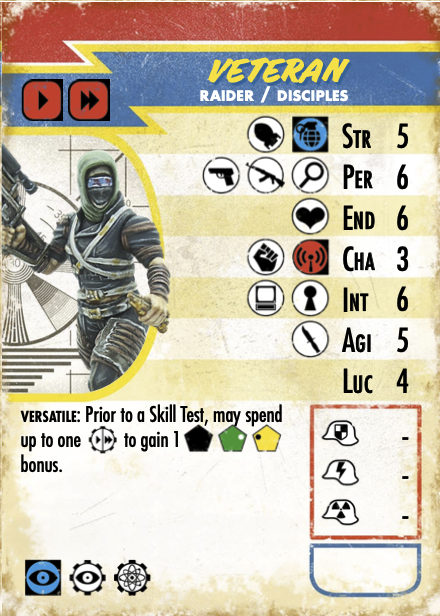 VETERAN
RAIDER / DISCIPLES
STR 5
PER 6
END 6
CHA 3
INT 6
AGI 5
LUC 4
VERSATILE: Prior to a Skill Test, may spend
up to one to gain 1
bonus.
-
-
-